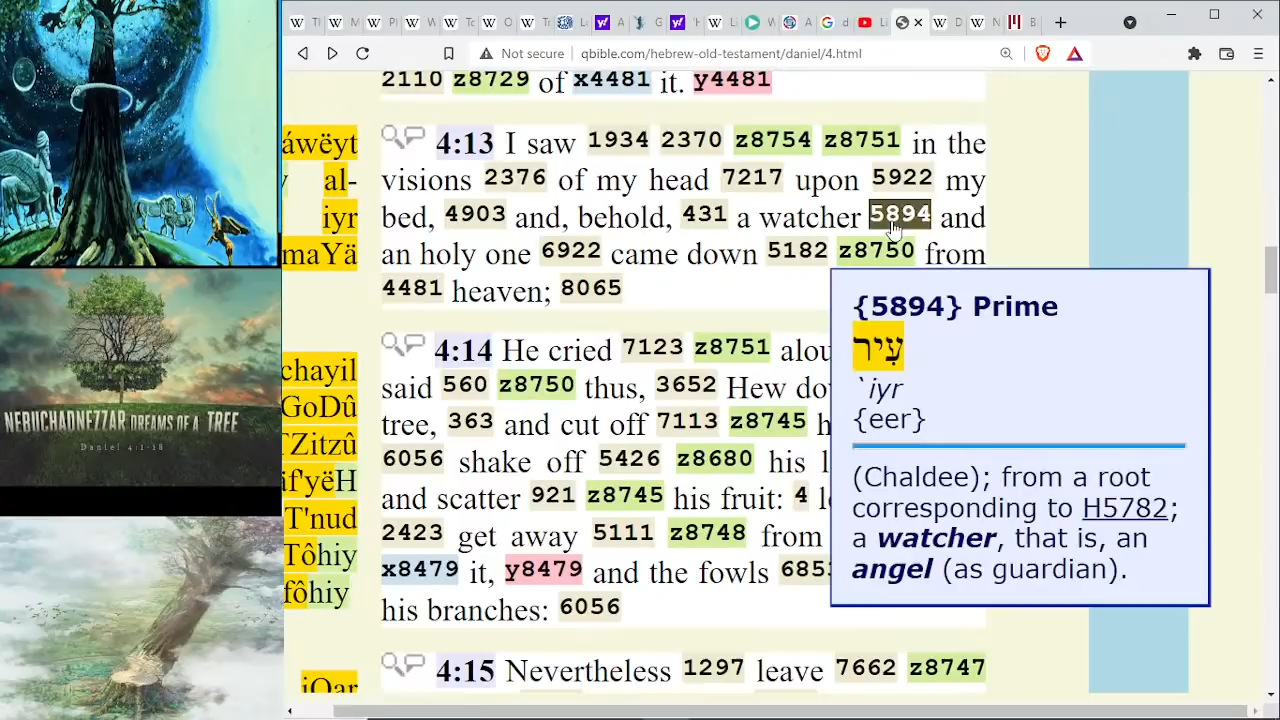 Not secure
qbible.com/hebrew-old-testament/daniel/4.html
NEBUCHADNEZZAR DREAMS OF A TREE
Daniel 4:1-18
áwëyt
al-
iyr
maYä
chayil
GoDû
TZitzû
äf'yëH
T'nud
Tôhiy
fôhiy
iQar
2110 z8729 of x4481 it. y4481
4:13 I saw 1934 2370 z8754 z8751 in the
visions 2376 of my head 7217 upon 5922 my
bed, 4903 and, behold, 431 a watcher 5894 and
an holy one 6922 came down 5182 z8750 from
4481 heaven; 8065
4:14 He cried 7123 z8751 alou
said 560 z8750 thus, 3652 Hew do
tree, 363 and cut off 7113 z8745 h
6056 shake off 5426 z8680 his l
and scatter 921 z8745 his fruit: 4 l
2423 get away 5111 z8748 from
x8479 it, y8479 and the fowls 6853
his branches: 6056
4:15 Nevertheless 1297 leave 7662 z8747
{5894} Prime
עִיר
`iyr
{eer}
(Chaldee); from a root
corresponding to H5782;
a watcher, that is, an
angel (as guardian).